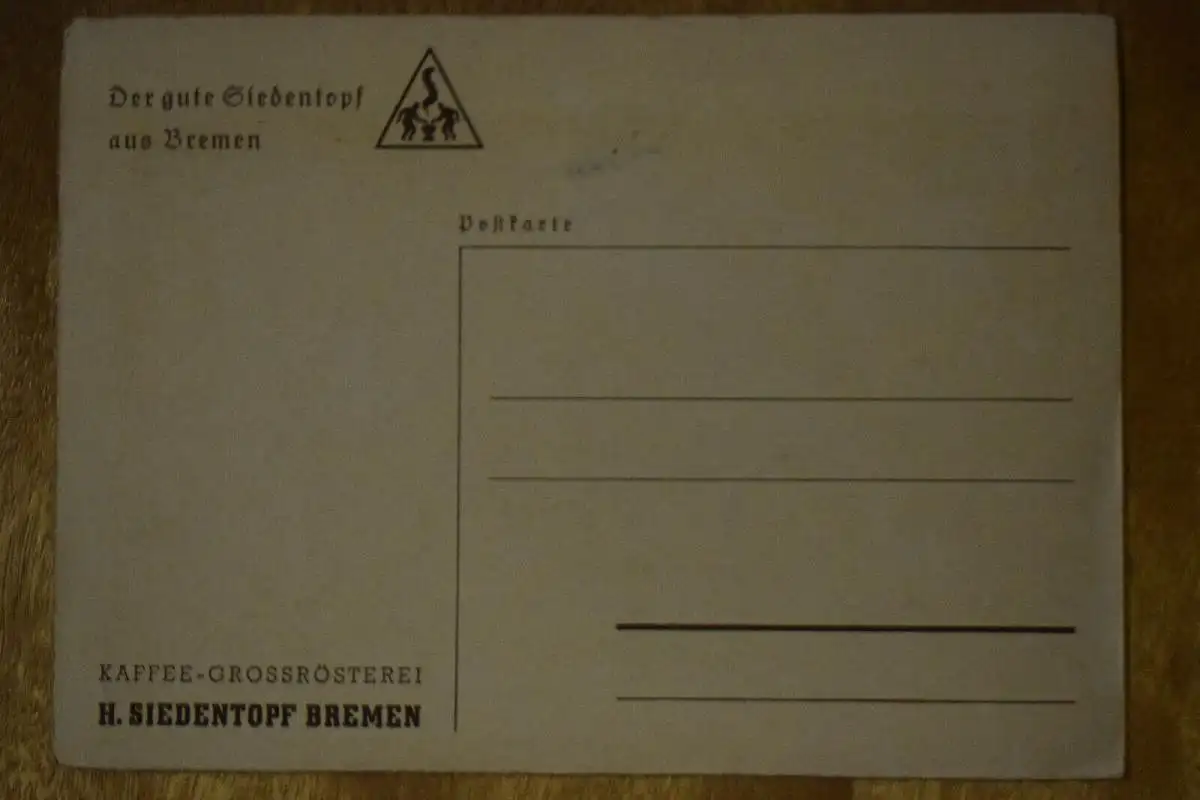 Der gute Siedentopf
aus Bremen
Postkarte
KAFFEE-GROSSRÖSTEREI
H. SIEDENTOPF BREMEN